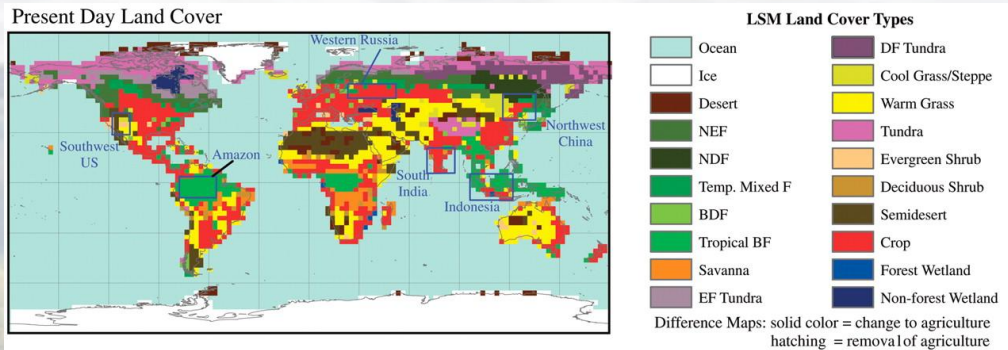 Present Day Land Cover
Western Russia
Southwest
US
Amazon
South
India
Indonesia
Northwest
China
LSM Land Cover Types
Ocean
Ice
Desert
NEF
NDF
Temp. Mixed F
BDF
Tropical BF
Savanna
EF Tundra
DF Tundra
Cool Grass/Steppe
Warm Grass
Tundra
Evergreen Shrub
Deciduous Shrub
Semidesert
Crop
Forest Wetland
Non-forest Wetland
Difference Maps: solid color = change to agriculture
hatching = removal of agriculture